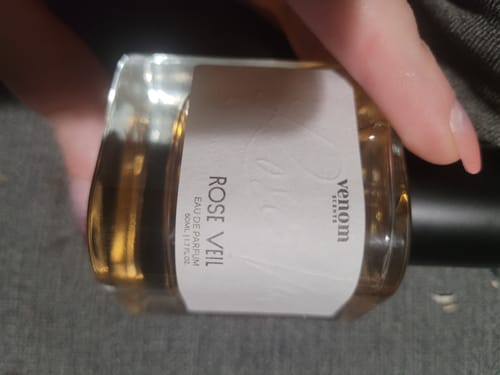 venom
SCENTS
ROSE VEIL
EAU DE PARFUM
50ML | 1.7 FL.OZ.